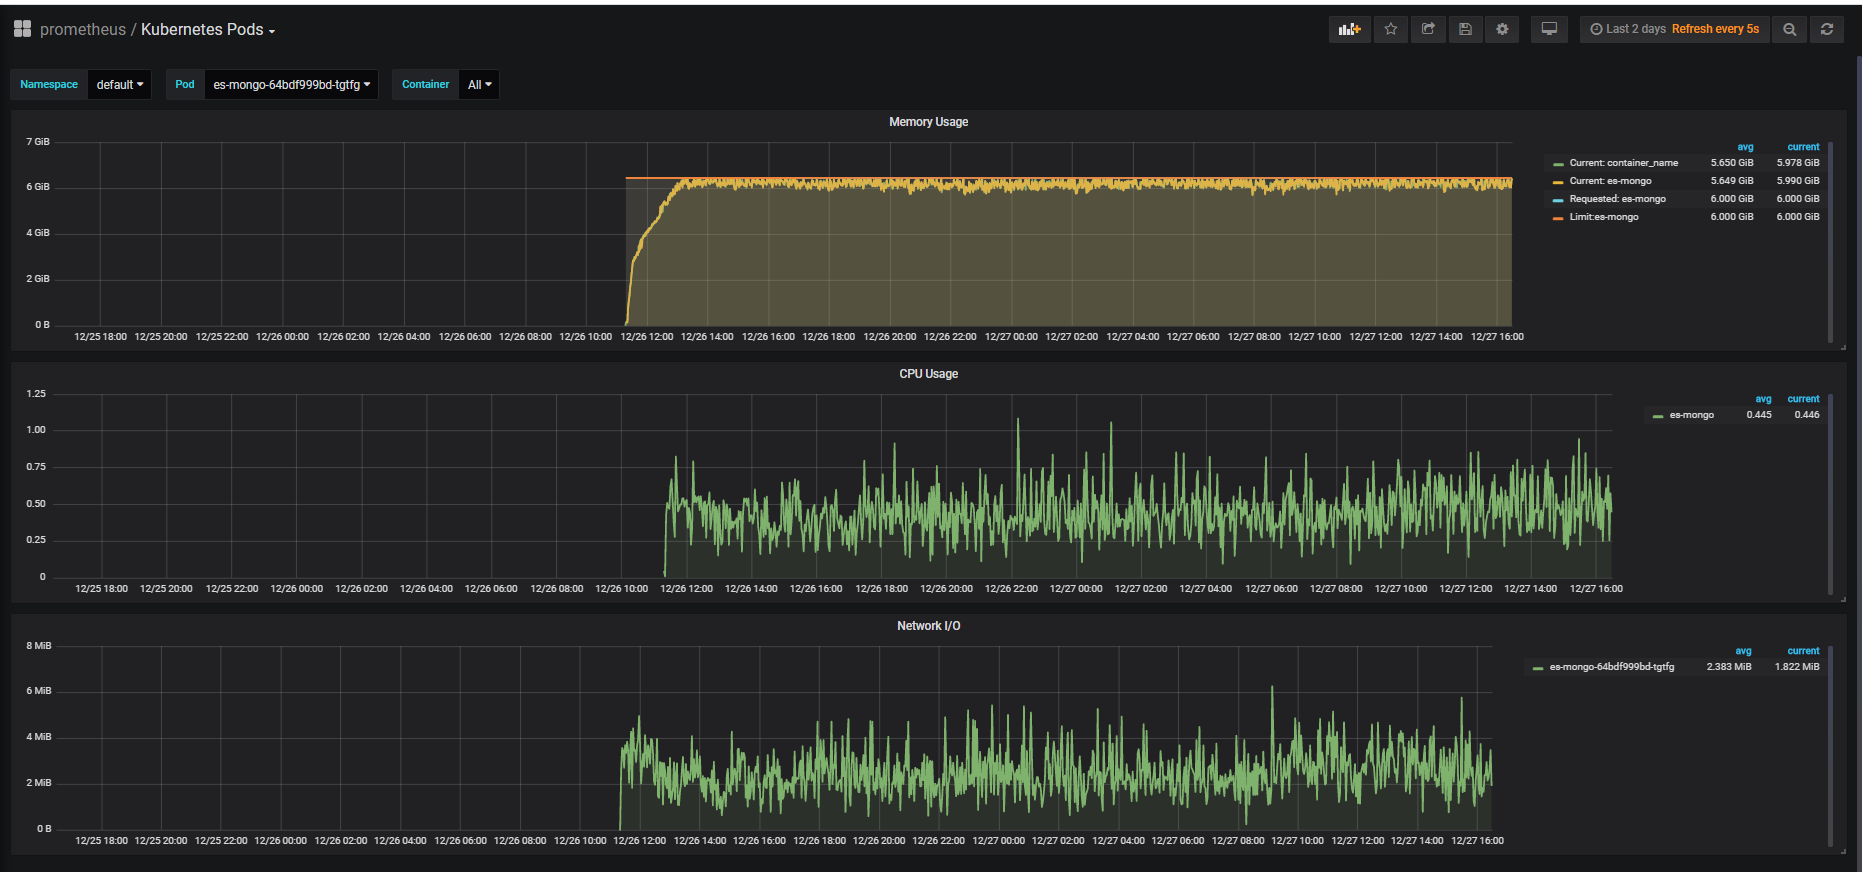 prometheus / Kubernetes Pods
Last 2 days Refresh every 5s
Namespace default Pod es-mongo-64bdf999bd-tgtfg Container All
Memory Usage
7 GiB
6 GiB
4 GiB
2 GiB
0 B
12/25 18:00 12/25 20:00 12/25 22:00 12/26 00:00 12/26 02:00 12/26 04:00 12/26 06:00 12/26 08:00 12/26 10:00 12/26 12:00 12/26 14:00 12/26 16:00 12/26 18:00 12/26 20:00 12/26 22:00 12/27 00:00 12/27 02:00 12/27 04:00 12/27 06:00 12/27 08:00 12/27 10:00 12/27 12:00 12/27 14:00 12/27 16:00
avg current
Current: container_name 5.650 GiB 5.978 GiB
Current: es-mongo 5.649 GiB 5.990 GiB
Requested: es-mongo 6.000 GiB 6.000 GiB
Limit:es-mongo 6.000 GiB 6.000 GiB
CPU Usage
1.25
1.00
0.75
0.50
0.25
0
12/25 18:00 12/25 20:00 12/25 22:00 12/26 00:00 12/26 02:00 12/26 04:00 12/26 06:00 12/26 08:00 12/26 10:00 12/26 12:00 12/26 14:00 12/26 16:00 12/26 18:00 12/26 20:00 12/26 22:00 12/27 00:00 12/27 02:00 12/27 04:00 12/27 06:00 12/27 08:00 12/27 10:00 12/27 12:00 12/27 14:00 12/27 16:00
avg current
es-mongo 0.445 0.446
Network I/O
8 MiB
6 MiB
4 MiB
2 MiB
0 B
12/25 18:00 12/25 20:00 12/25 22:00 12/26 00:00 12/26 02:00 12/26 04:00 12/26 06:00 12/26 08:00 12/26 10:00 12/26 12:00 12/26 14:00 12/26 16:00 12/26 18:00 12/26 20:00 12/26 22:00 12/27 00:00 12/27 02:00 12/27 04:00 12/27 06:00 12/27 08:00 12/27 10:00 12/27 12:00 12/27 14:00 12/27 16:00
avg current
es-mongo-64bdf999bd-tgtfg 2.383 MiB 1.822 MiB